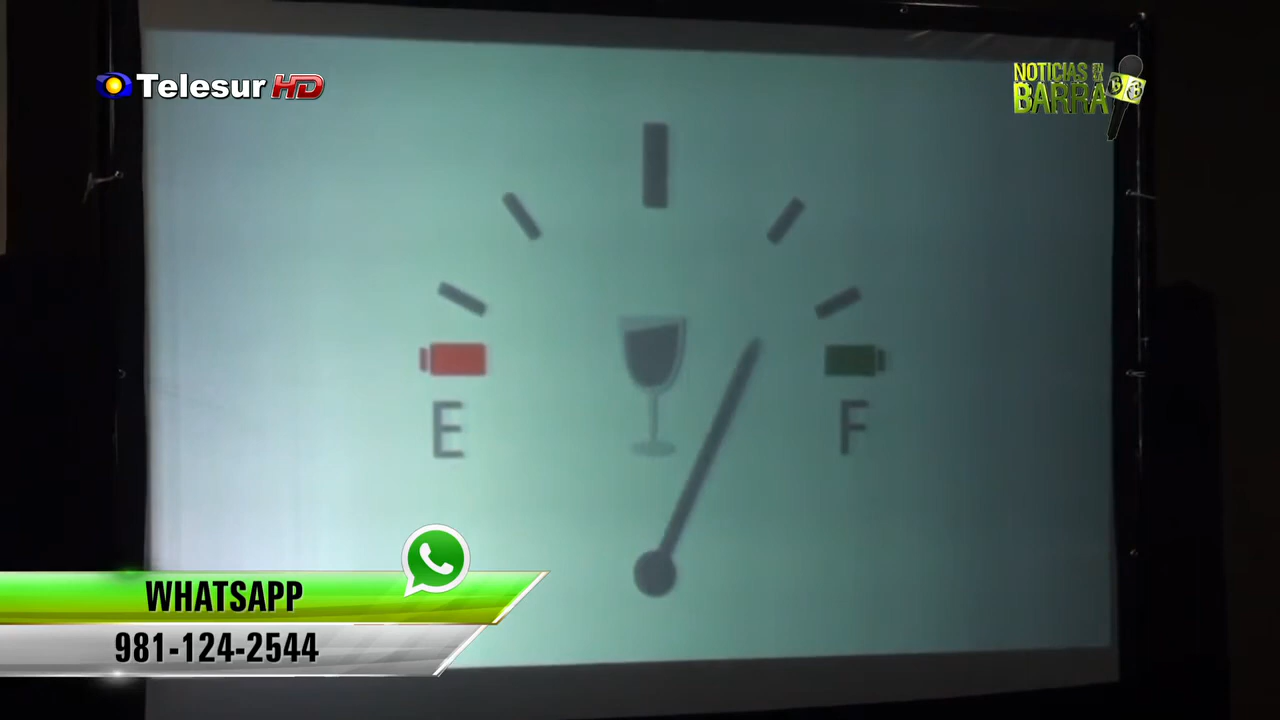 Telesur HD
NOTICIAS EN
BARRA
E
F
WHATSAPP
981-124-2544